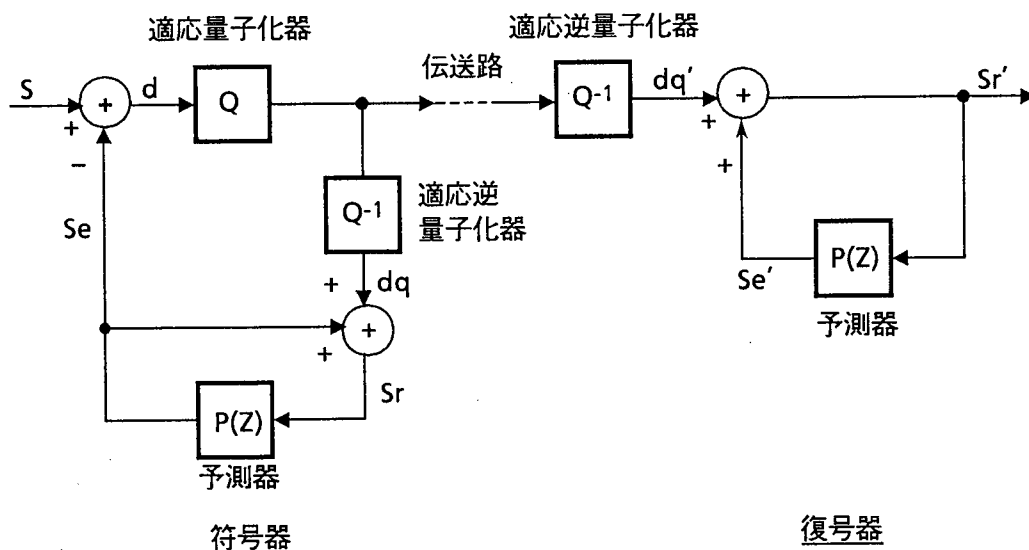 適応量子化器
適応逆量子化器
S
+
+
d
Q
伝送路
Q-1
dq'
+
+
Sr'
−
Se
Q-1
適応逆
量子化器
+
dq
+
+
Sr
P(Z)
予測器
符号器
+
Se'
P(Z)
予測器
復号器